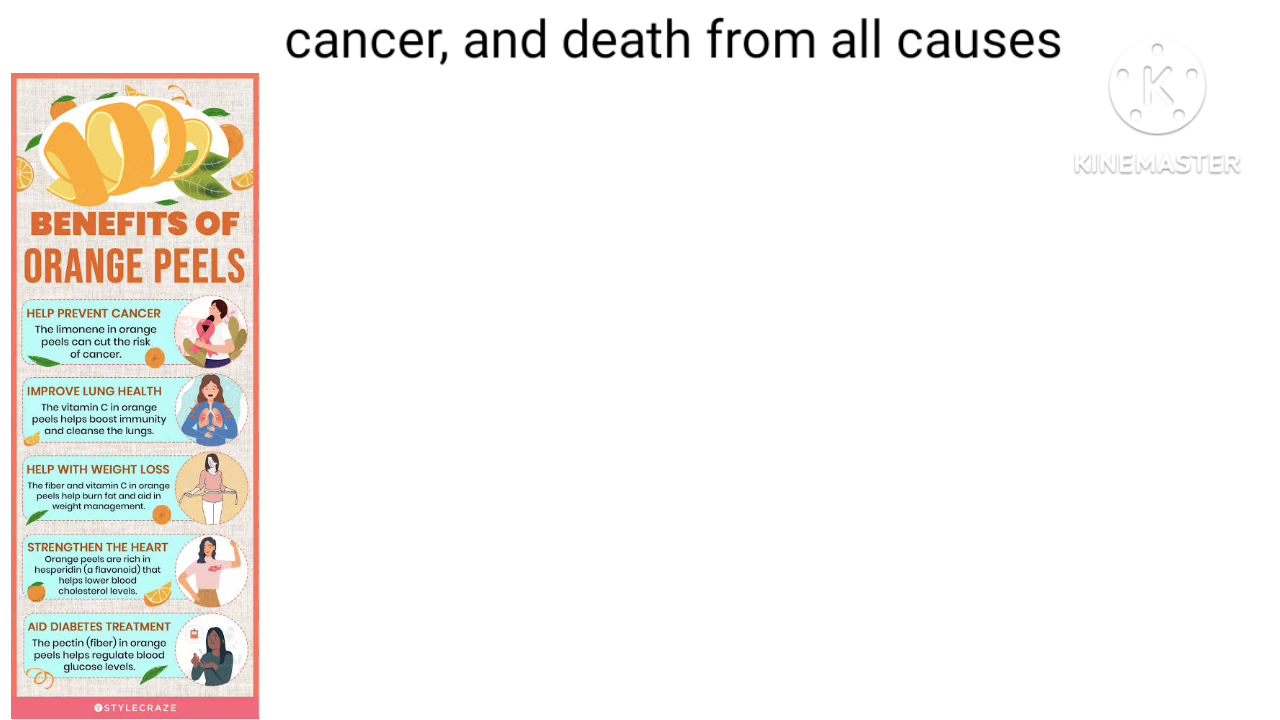 cancer, and death from all causes
K
KINEMASTER
BENEFITS OF
ORANGE PEELS
HELP PREVENT CANCER
The limonene in orange
peels can cut the risk
of cancer.
IMPROVE LUNG HEALTH
The vitamin C in orange
peels helps boost immunity
and cleanse the lungs.
HELP WITH WEIGHT LOSS
The fiber and vitamin C in orange
peels help burn fat and aid in
weight management.
STRENGTHEN THE HEART
Orange peels are rich in
hesperidin (a flavonoid) that
helps lower blood
cholesterol levels.
AID DIABETES TREATMENT
The pectin (fiber) in orange
peels helps regulate blood
glucose levels.
STYLECRAZE